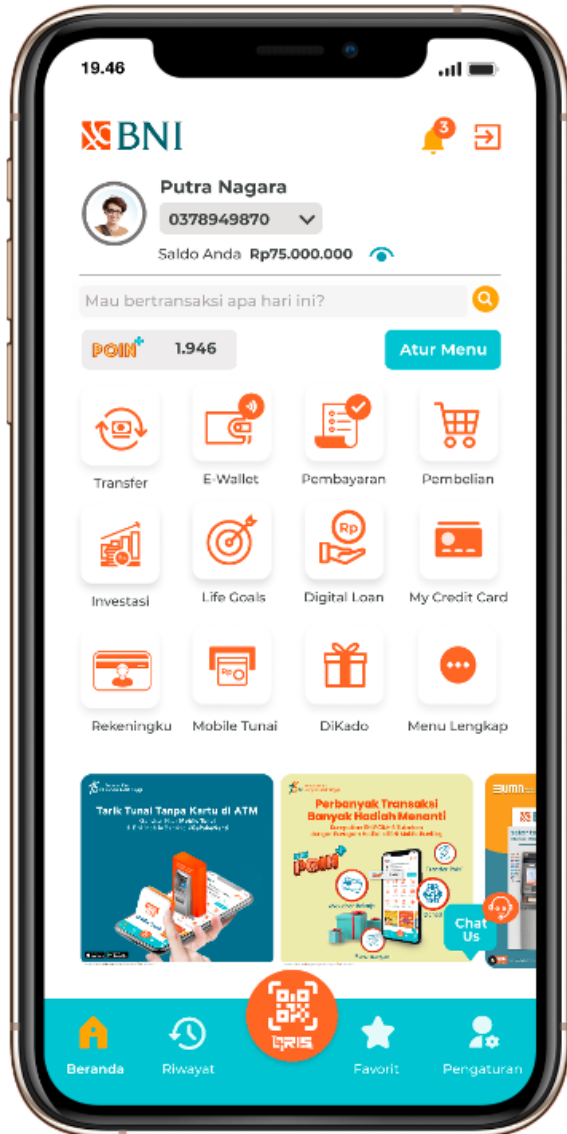 19.46
BNI
3
Putra Nagara
0378949870
Saldo Anda Rp75.000.000
Mau bertransaksi apa hari ini?
POIN+ 1.946
Atur Menu
Transfer E-Wallet Pembayaran Pembelian
Rp
Investasi Life Goals Digital Loan My Credit Card
Rp
Rekeningku Mobile Tunai DiKado Menu Lengkap
Tarik Tunai Tanpa Kartu di ATM
Perbanyak Transaksi
Banyak Hadiah Menanti
POIN+
BUMN
Chat
Us
QRIS
Beranda Riwayat Favorit Pengaturan